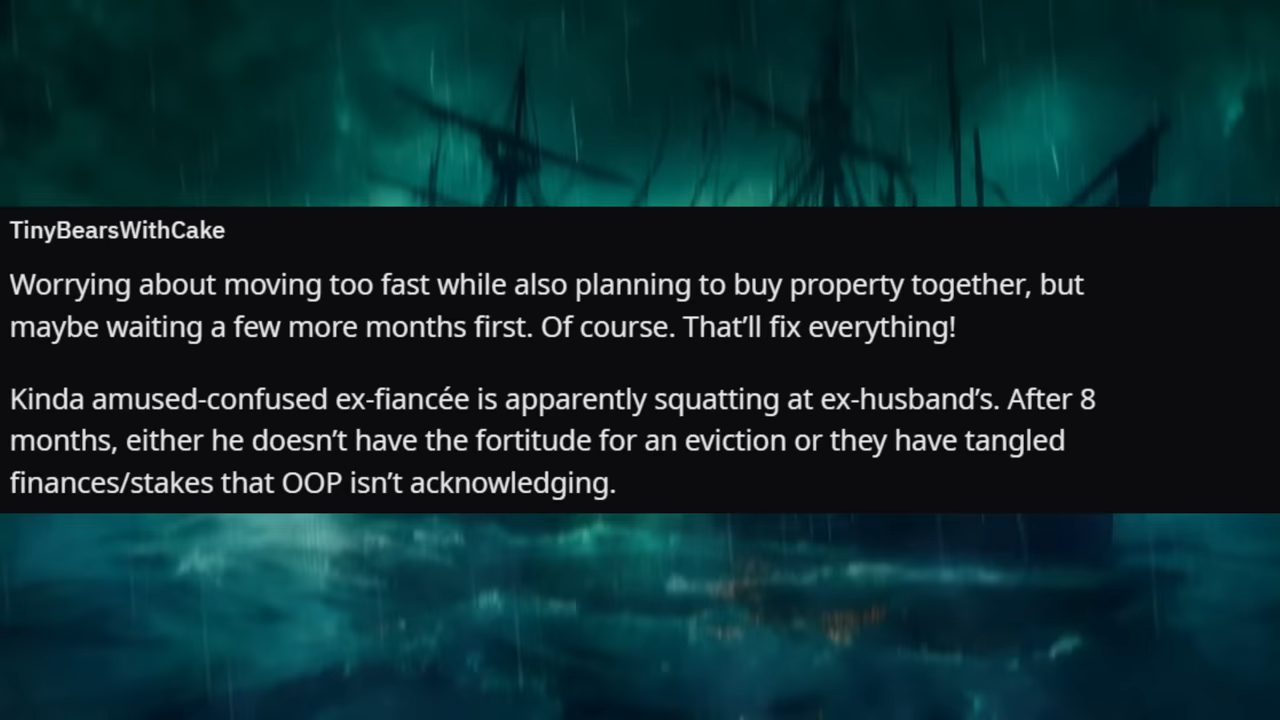 TinyBearsWithCake
Worrying about moving too fast while also planning to buy property together, but
maybe waiting a few more months first. Of course. That’ll fix everything!
Kinda amused-confused ex-fiancée is apparently squatting at ex-husband’s. After 8
months, either he doesn’t have the fortitude for an eviction or they have tangled
finances/stakes that OOP isn’t acknowledging.